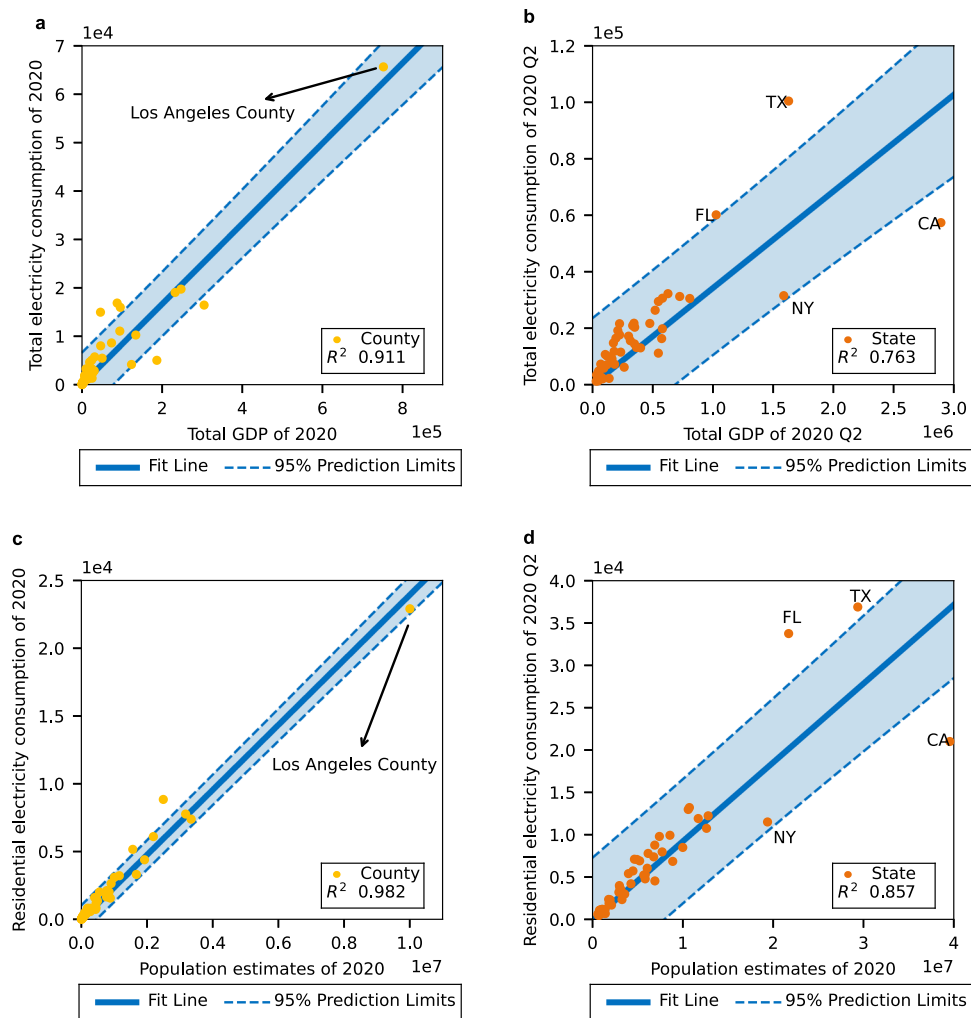 a
1e4
Total electricity consumption of 2020
7
6
5
4
3
2
1
0
Los Angeles County
County
R² 0.911
0 2 4 6 8
Total GDP of 2020 1e5
Fit Line 95% Prediction Limits
b
1e5
Total electricity consumption of 2020 Q2
1.2
1.0
0.8
0.6
0.4
0.2
0.0
TX
FL
CA
NY
State
R² 0.763
0.0 0.5 1.0 1.5 2.0 2.5 3.0
Total GDP of 2020 Q2 1e6
Fit Line 95% Prediction Limits
c
1e4
Residential electricity consumption of 2020
2.5
2.0
1.5
1.0
0.5
0.0
Los Angeles County
County
R² 0.982
0.0 0.2 0.4 0.6 0.8 1.0
Population estimates of 2020 1e7
Fit Line 95% Prediction Limits
d
1e4
Residential electricity consumption of 2020 Q2
4.0
3.5
3.0
2.5
2.0
1.5
1.0
0.5
0.0
TX
FL
CA
NY
State
R² 0.857
0 1 2 3 4
Population estimates of 2020 1e7
Fit Line 95% Prediction Limits